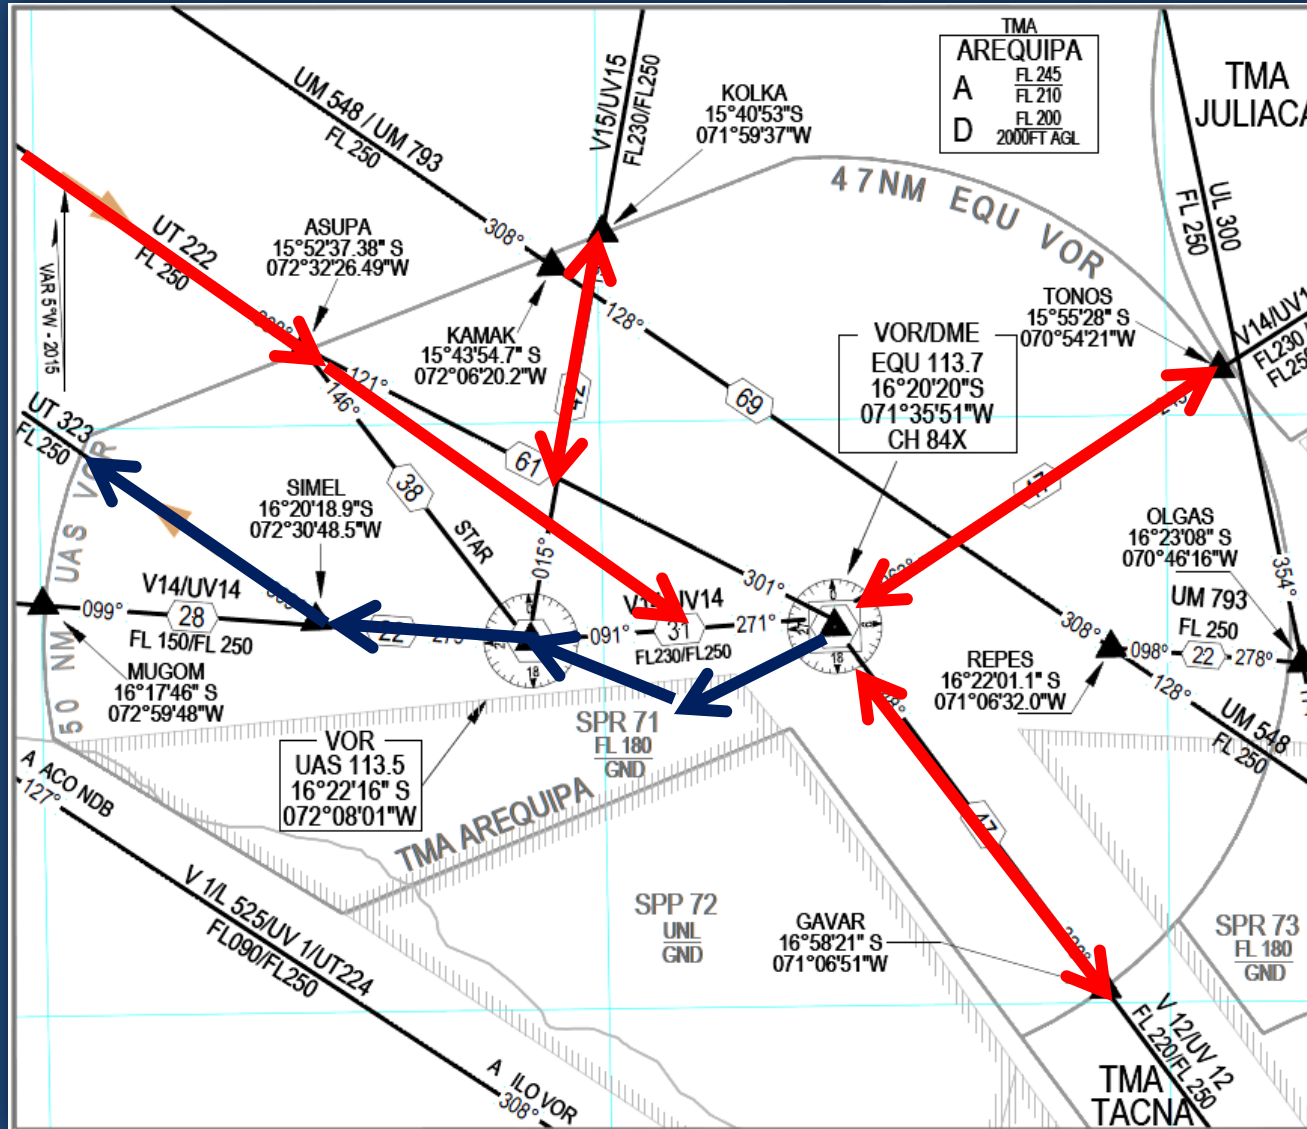 TMA
AREQUIPA
A FL 245
FL 210
D FL 200
2000FT AGL
TMA
JULIACA
UM 548 / UM 793
FL 250
V15/UV15
FL230/FL250
KOLKA
15°40'53"S
071°59'37"W
47NM EQU VOR
UL 300
FL 250
UT 222
FL 250
ASUPA
15°52'37.38" S
072°32'26.49"W
308°
VAR 5°W - 2015
KAMAK
15°43'54.7" S
072°06'20.2"W
128°
VOR/DME
EQU 113.7
16°20'20"S
071°35'51"W
CH 84X
TONOS
15°55'28" S
070°54'21"W
V14/UV1
FL230 /
121°
146°
42
69
61
38
STAR
UT 323
FL 250
50 NM UAS VOR
SIMEL
16°20'18.9"S
072°30'48.5"W
47
OLGAS
16°23'08" S
070°46'16"W
V14/UV14
099°
28
FL 150/FL 250
MUGOM
16°17'46" S
072°59'48"W
22
015°
091°
31
271°
FL230/FL250
301°
354°
UM 793
FL 250
308°
098°
22
278°
REPES
16°22'01.1" S
071°06'32.0"W
128°
UM 548
FL 250
VOR
UAS 113.5
16°22'16" S
072°08'01"W
SPR 71
FL 180
GND
TMA AREQUIPA
A ACO NDB
127°
V 1/L 525/UV 1/UT224
FL090/FL250
SPP 72
UNL
GND
47
GAVAR
16°58'21" S
071°06'51"W
SPR 73
FL 180
GND
V 12/UV 12
FL220/FL 250
TMA
TACNA
A ILO VOR
308°